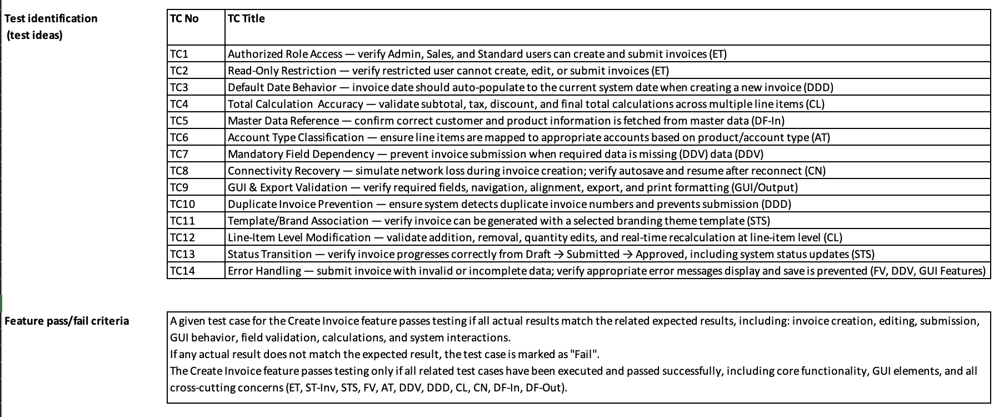 Test identification
(test ideas)
TC No TC Title
TC1 Authorized Role Access — verify Admin, Sales, and Standard users can create and submit invoices (ET)
TC2 Read-Only Restriction — verify restricted user cannot create, edit, or submit invoices (ET)
TC3 Default Date Behavior — invoice date should auto-populate to the current system date when creating a new invoice (DDD)
TC4 Total Calculation  Accuracy — validate subtotal, tax, discount, and final total calculations across multiple line items (CL)
TC5 Master Data Reference — confirm correct customer and product information is fetched from master data (DF-In)
TC6 Account Type Classification — ensure line items are mapped to appropriate accounts based on product/account type (AT)
TC7 Mandatory Field Dependency — prevent invoice submission when required data is missing (DDV) data (DDV)
TC8 Connectivity Recovery — simulate network loss during invoice creation; verify autosave and resume after reconnect (CN)
TC9 GUI & Export Validation — verify required fields, navigation, alignment, export, and print formatting (GUI/Output)
TC10 Duplicate Invoice Prevention — ensure system detects duplicate invoice numbers and prevents submission (DDD)
TC11 Template/Brand Association — verify invoice can be generated with a selected branding theme template (STS)
TC12 Line-Item Level Modification — validate addition, removal, quantity edits, and real-time recalculation at line-item level (CL)
TC13 Status Transition — verify invoice progresses correctly from Draft → Submitted → Approved, including system status updates (STS)
TC14 Error Handling — submit invoice with invalid or incomplete data; verify appropriate error messages display and save is prevented (FV, DDV, GUI Features)
Feature pass/fail criteria
A given test case for the Create Invoice feature passes testing if all actual results match the related expected results, including: invoice creation, editing, submission,
GUI behavior, field validation, calculations, and system interactions.
If any actual result does not match the expected result, the test case is marked as "Fail".
The Create Invoice feature passes testing only if all related test cases have been executed and passed successfully, including core functionality, GUI elements, and all
cross-cutting concerns (ET, ST-Inv, STS, FV, AT, DDV, DDD, CL, CN, DF-In, DF-Out).